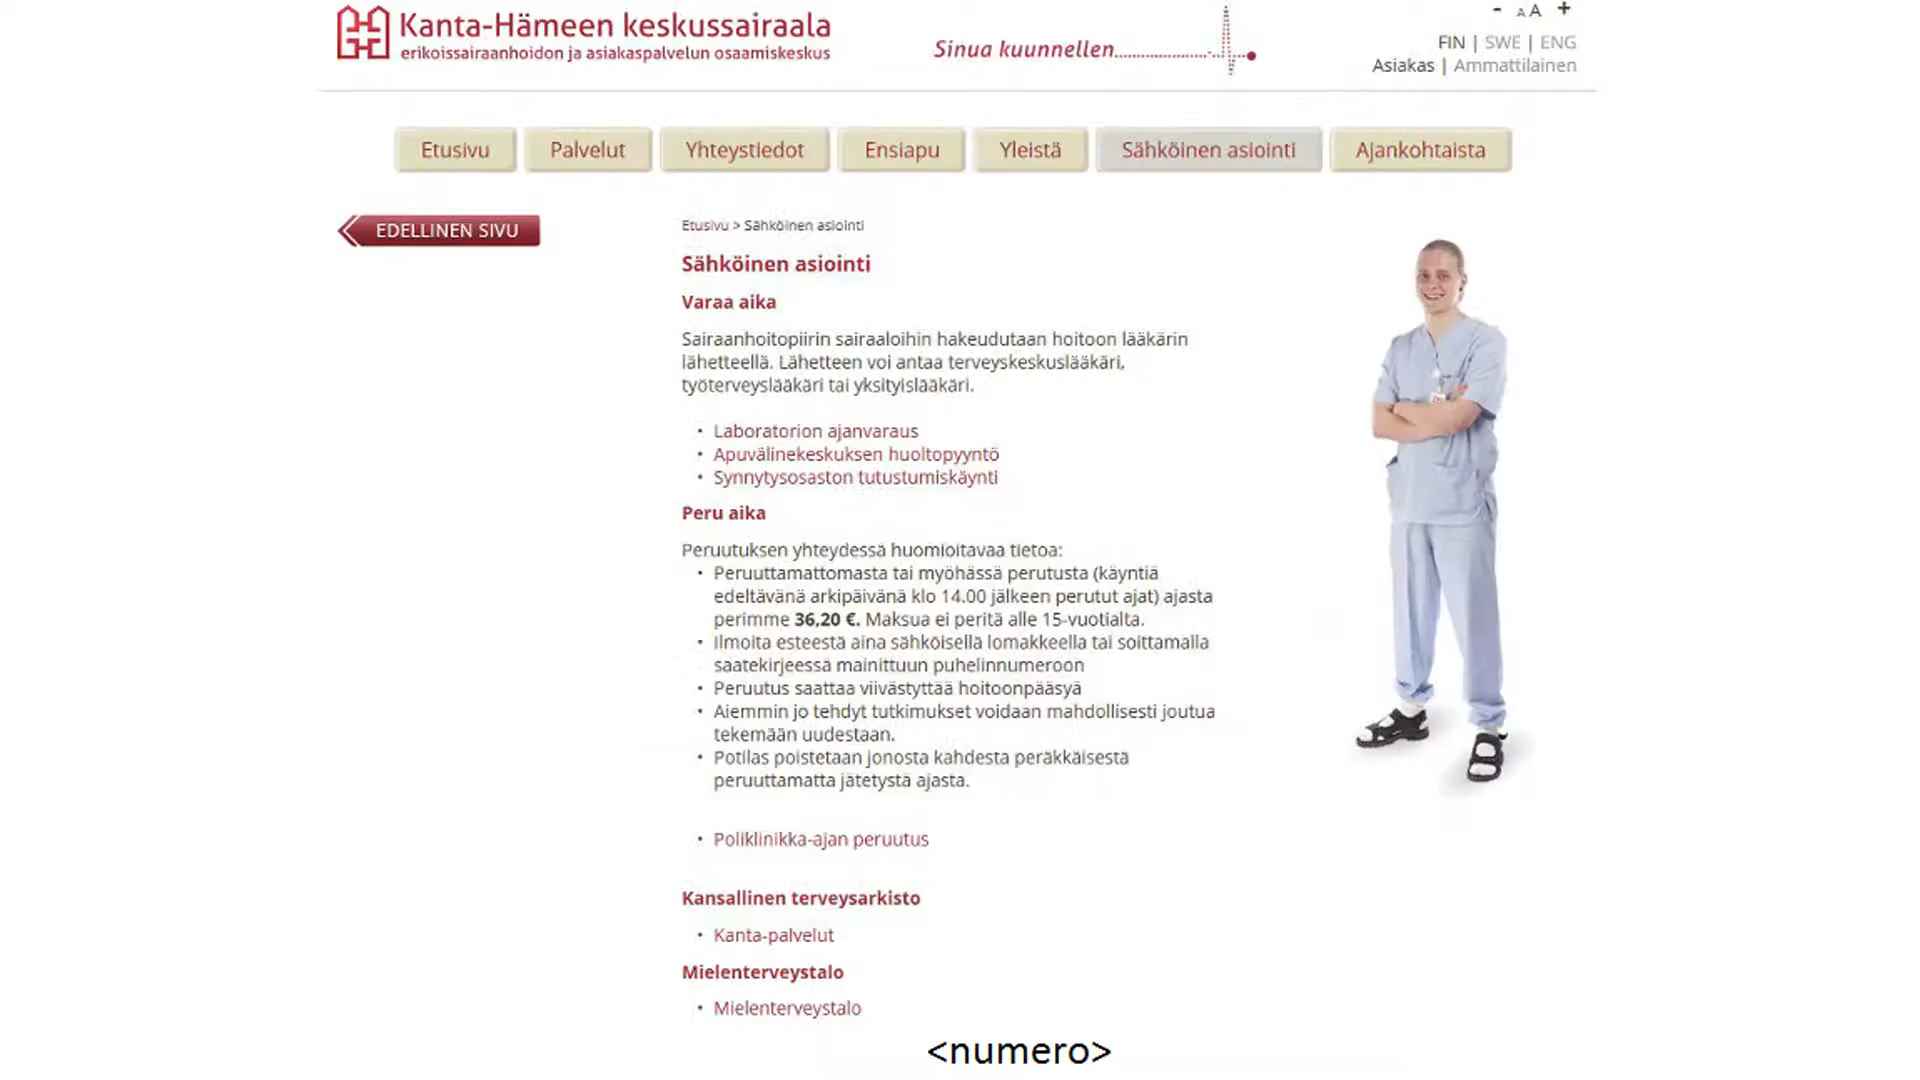 Kanta-Hämeen keskussairaala
erikoissairaanhoidon ja asiakaspalvelun osaamiskeskus
Sinua kuunnellen
- AA +
FIN | SWE | ENG
Asiakas | Ammattilainen
Etusivu
Palvelut
Yhteystiedot
Ensiapu
Yleistä
Sähköinen asiointi
Ajankohtaista
EDELLINEN SIVU
Etusivu > Sähköinen asiointi
Sähköinen asiointi
Varaa aika
Sairaanhoitopiirin sairaaloihin hakeudutaan hoitoon lääkärin
lähetteellä. Lähetteen voi antaa terveyskeskuslääkäri,
työterveyslääkäri tai yksityislääkäri.
• Laboratorion ajanvaraus
• Apuvälinekeskuksen huoltopyyntö
• Synnytysosaston tutustumiskäynti
Peru aika
Peruutuksen yhteydessä huomioitavaa tietoa:
• Peruuttamattomasta tai myöhässä perutusta (käyntiä
edeltävänä arkipäivänä klo 14.00 jälkeen perutut ajat) ajasta
perimme 36,20 €. Maksua ei peritä alle 15-vuotialta.
• Ilmoita esteestä aina sähköisellä lomakkeella tai soittamalla
saatekirjeessä mainittuun puhelinnumeroon
• Peruutus saattaa viivästyttää hoitoonpääsyä
• Aiemmin jo tehdyt tutkimukset voidaan mahdollisesti joutua
tekemään uudestaan.
• Potilas poistetaan jonosta kahdesta peräkkäisestä
peruuttamatta jätetystä ajasta.
• Poliklinikka-ajan peruutus
Kansallinen terveysarkisto
• Kanta-palvelut
Mielenterveystalo
• Mielenterveystalo
<numero>